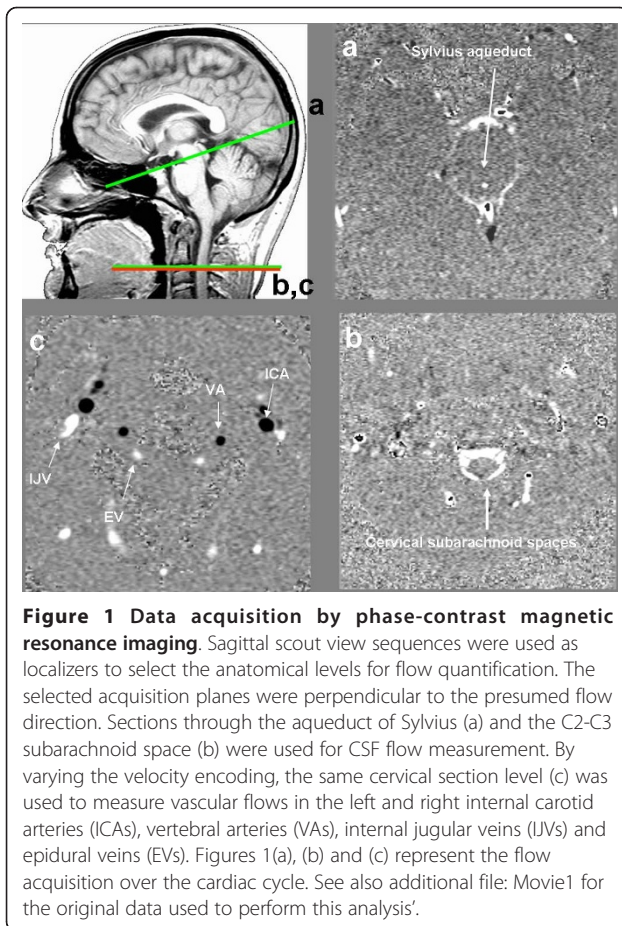 a
Sylvius aqueduct
a
b,c
c
VA
ICA
IJV
EV
b
Cervical subarachnoid spaces
Figure 1 Data acquisition by phase-contrast magnetic
resonance imaging. Sagittal scout view sequences were used as
localizers to select the anatomical levels for flow quantification. The
selected acquisition planes were perpendicular to the presumed flow
direction. Sections through the aqueduct of Sylvius (a) and the C2-C3
subarachnoid space (b) were used for CSF flow measurement. By
varying the velocity encoding, the same cervical section level (c) was
used to measure vascular flows in the left and right internal carotid
arteries (ICAs), vertebral arteries (VAs), internal jugular veins (IJVs) and
epidural veins (EVs). Figures 1(a), (b) and (c) represent the flow
acquisition over the cardiac cycle. See also additional file: Movie1 for
the original data used to perform this analysis’.